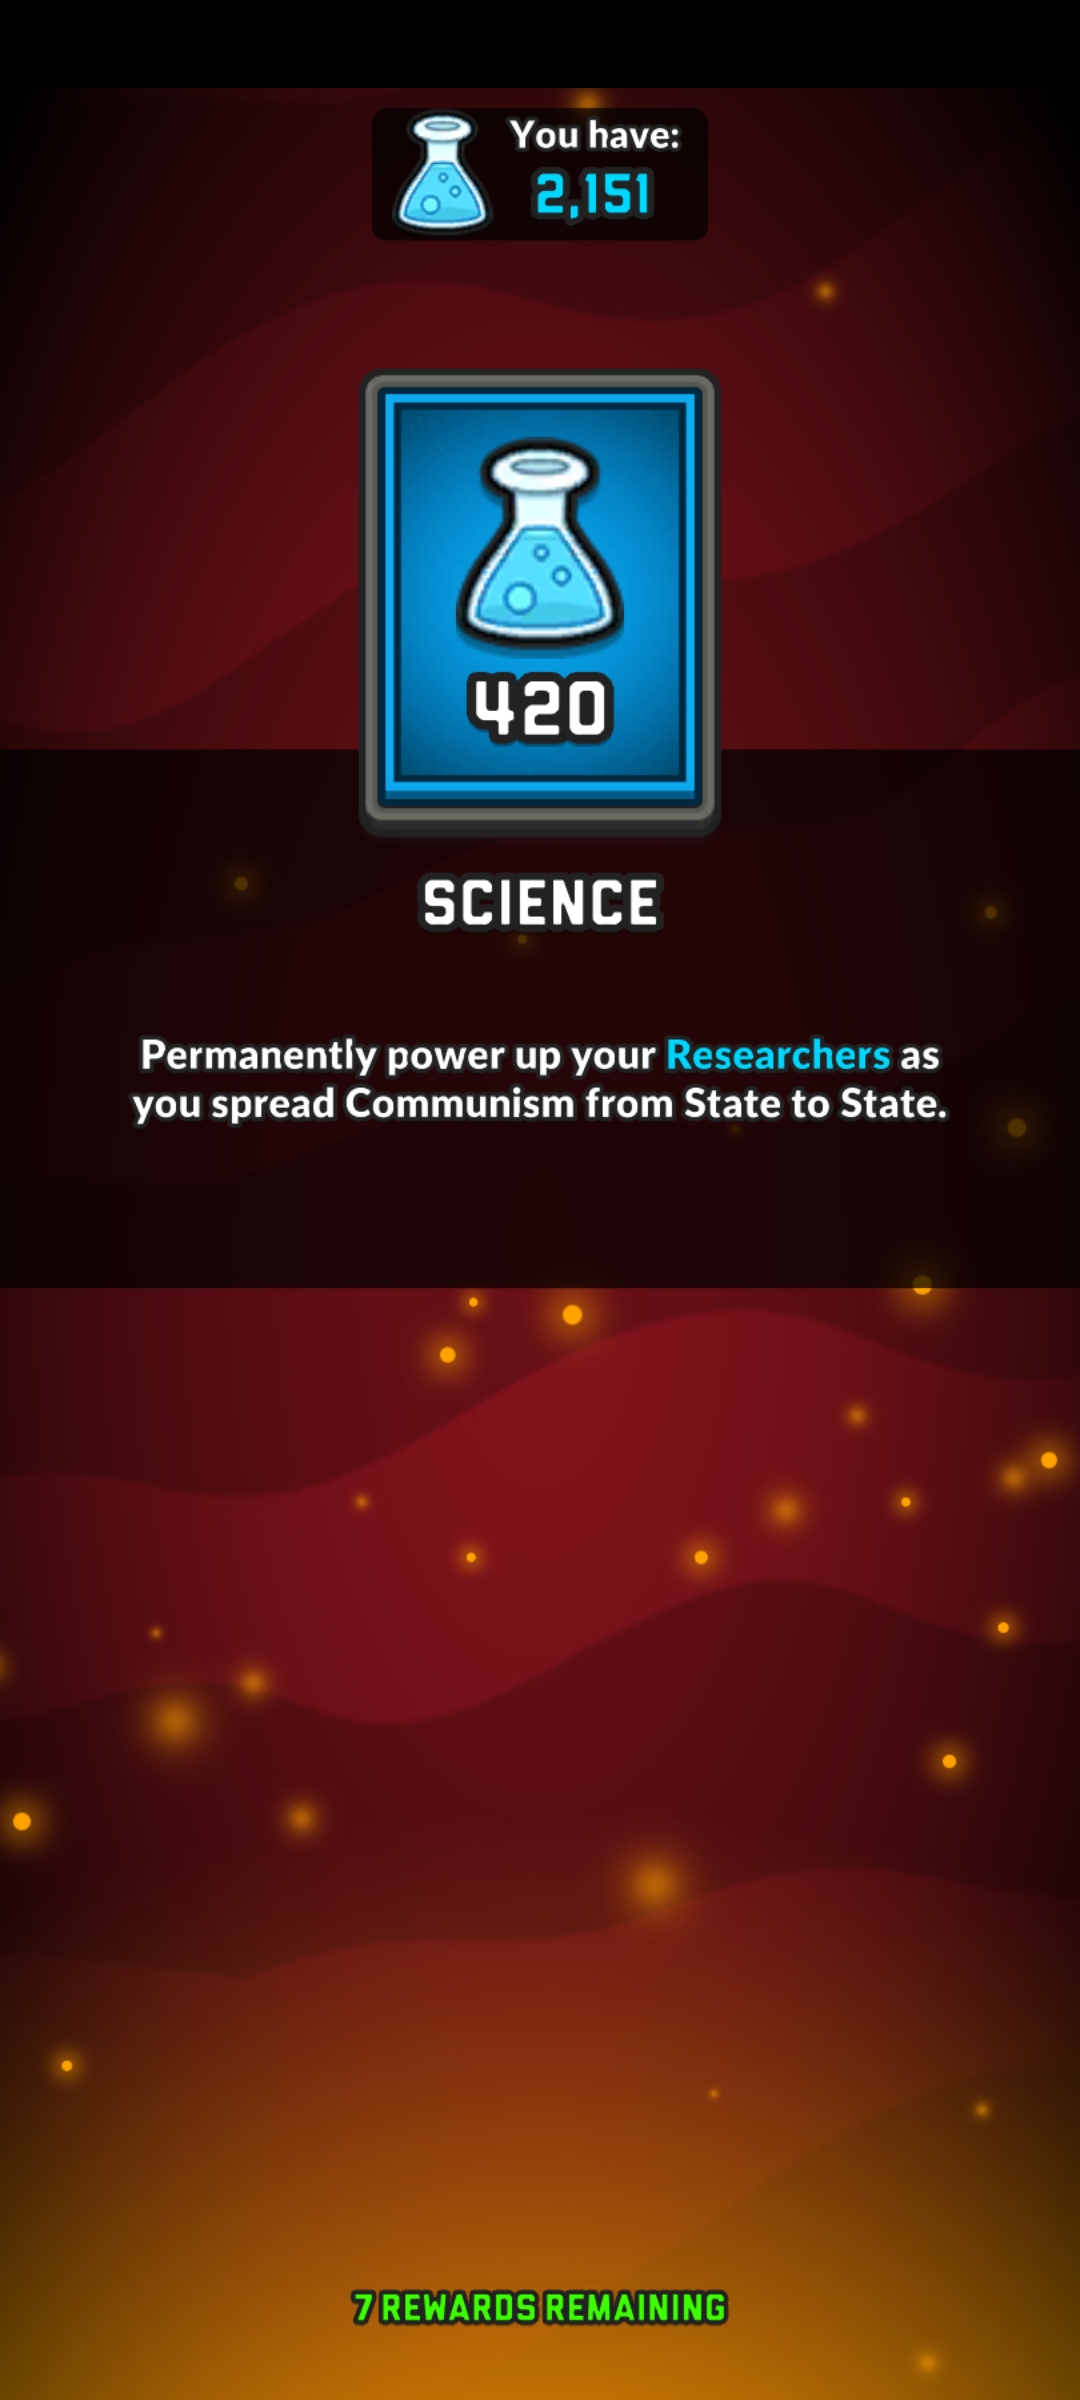 You have:
2,151
420
SCIENCE
Permanently power up your Researchers as
you spread Communism from State to State.
7 REWARDS REMAINING